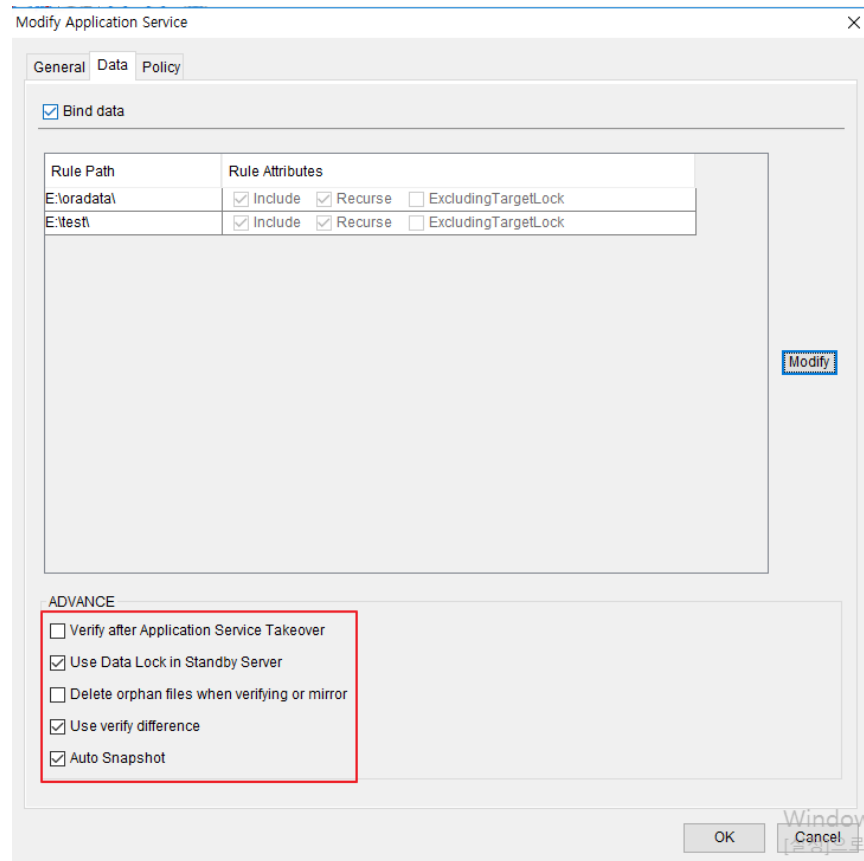 Modify Application Service
General Data Policy
Bind data
Rule Path Rule Attributes
E:\oradata\ Include Recurse ExcludingTargetLock
E:\test\ Include Recurse ExcludingTargetLock
Modify
ADVANCE
Verify after Application Service Takeover
Use Data Lock in Standby Server
Delete orphan files when verifying or mirror
Use verify difference
Auto Snapshot
Window
OK Cancel